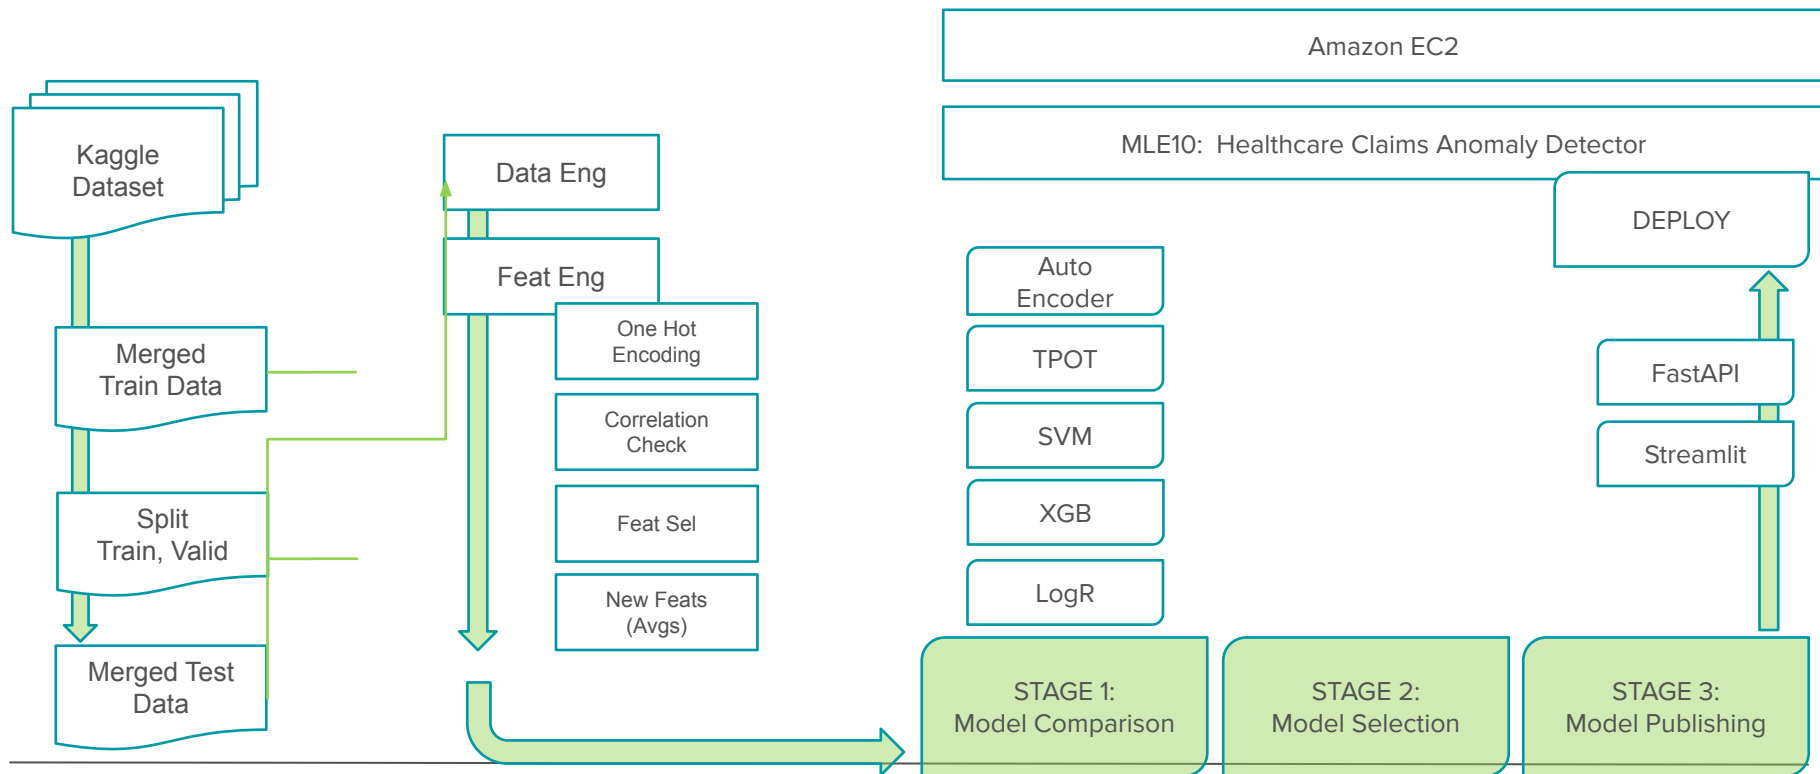 Amazon EC2
MLE10: Healthcare Claims Anomaly Detector
Kaggle
Dataset
Merged
Train Data
Split
Train, Valid
Merged Test
Data
Data Eng
Feat Eng
One Hot
Encoding
Correlation
Check
Feat Sel
New Feats
(Avgs)
Auto
Encoder
TPOT
SVM
XGB
LogR
STAGE 1:
Model Comparison
STAGE 2:
Model Selection
DEPLOY
FastAPI
Streamlit
STAGE 3:
Model Publishing